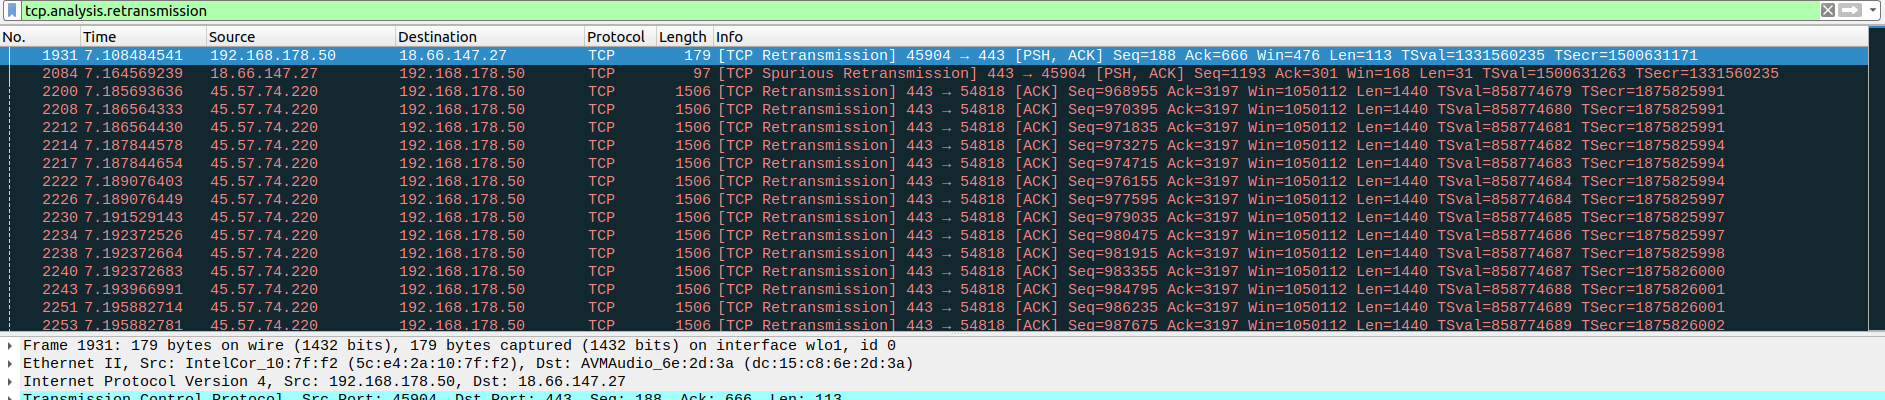 tcp.analysis.retransmission
No. Time Source Destination Protocol Length Info
1931 7.108484541 192.168.178.50 18.66.147.27 TCP 179 [TCP Retransmission] 45904 → 443 [PSH, ACK] Seq=188 Ack=666 Win=476 Len=113 TSval=1331560235 TSecr=1500631171
2084 7.164569239 18.66.147.27 192.168.178.50 TCP 97 [TCP Spurious Retransmission] 443 → 45904 [PSH, ACK] Seq=1193 Ack=301 Win=168 Len=31 TSval=1500631263 TSecr=1331560235
2200 7.185693636 45.57.74.220 192.168.178.50 TCP 1506 [TCP Retransmission] 443 → 54818 [ACK] Seq=968955 Ack=3197 Win=1050112 Len=1440 TSval=858774679 TSecr=1875825991
2208 7.186564333 45.57.74.220 192.168.178.50 TCP 1506 [TCP Retransmission] 443 → 54818 [ACK] Seq=970395 Ack=3197 Win=1050112 Len=1440 TSval=858774680 TSecr=1875825991
2212 7.186564430 45.57.74.220 192.168.178.50 TCP 1506 [TCP Retransmission] 443 → 54818 [ACK] Seq=971835 Ack=3197 Win=1050112 Len=1440 TSval=858774681 TSecr=1875825991
2214 7.187844578 45.57.74.220 192.168.178.50 TCP 1506 [TCP Retransmission] 443 → 54818 [ACK] Seq=973275 Ack=3197 Win=1050112 Len=1440 TSval=858774682 TSecr=1875825994
2217 7.187844654 45.57.74.220 192.168.178.50 TCP 1506 [TCP Retransmission] 443 → 54818 [ACK] Seq=974715 Ack=3197 Win=1050112 Len=1440 TSval=858774683 TSecr=1875825994
2222 7.189076403 45.57.74.220 192.168.178.50 TCP 1506 [TCP Retransmission] 443 → 54818 [ACK] Seq=976155 Ack=3197 Win=1050112 Len=1440 TSval=858774684 TSecr=1875825994
2226 7.189076449 45.57.74.220 192.168.178.50 TCP 1506 [TCP Retransmission] 443 → 54818 [ACK] Seq=977595 Ack=3197 Win=1050112 Len=1440 TSval=858774684 TSecr=1875825997
2230 7.191529143 45.57.74.220 192.168.178.50 TCP 1506 [TCP Retransmission] 443 → 54818 [ACK] Seq=979035 Ack=3197 Win=1050112 Len=1440 TSval=858774685 TSecr=1875825997
2234 7.192372526 45.57.74.220 192.168.178.50 TCP 1506 [TCP Retransmission] 443 → 54818 [ACK] Seq=980475 Ack=3197 Win=1050112 Len=1440 TSval=858774686 TSecr=1875825997
2238 7.192372664 45.57.74.220 192.168.178.50 TCP 1506 [TCP Retransmission] 443 → 54818 [ACK] Seq=981915 Ack=3197 Win=1050112 Len=1440 TSval=858774687 TSecr=1875825998
2240 7.192372683 45.57.74.220 192.168.178.50 TCP 1506 [TCP Retransmission] 443 → 54818 [ACK] Seq=983355 Ack=3197 Win=1050112 Len=1440 TSval=858774687 TSecr=1875826000
2243 7.193966991 45.57.74.220 192.168.178.50 TCP 1506 [TCP Retransmission] 443 → 54818 [ACK] Seq=984795 Ack=3197 Win=1050112 Len=1440 TSval=858774688 TSecr=1875826001
2251 7.195882714 45.57.74.220 192.168.178.50 TCP 1506 [TCP Retransmission] 443 → 54818 [ACK] Seq=986235 Ack=3197 Win=1050112 Len=1440 TSval=858774689 TSecr=1875826001
2253 7.195882781 45.57.74.220 192.168.178.50 TCP 1506 [TCP Retransmission] 443 → 54818 [ACK] Seq=987675 Ack=3197 Win=1050112 Len=1440 TSval=858774689 TSecr=1875826002
Frame 1931: 179 bytes on wire (1432 bits), 179 bytes captured (1432 bits) on interface wlo1, id 0
Ethernet II, Src: IntelCor_10:7f:f2 (5c:e4:2a:10:7f:f2), Dst: AVMAudio_6e:2d:3a (dc:15:c8:6e:2d:3a)
Internet Protocol Version 4, Src: 192.168.178.50, Dst: 18.66.147.27
Transmission Control Protocol, Src Port: 45904, Dst Port: 443, Seq: 188, Ack: 666, Len: 113